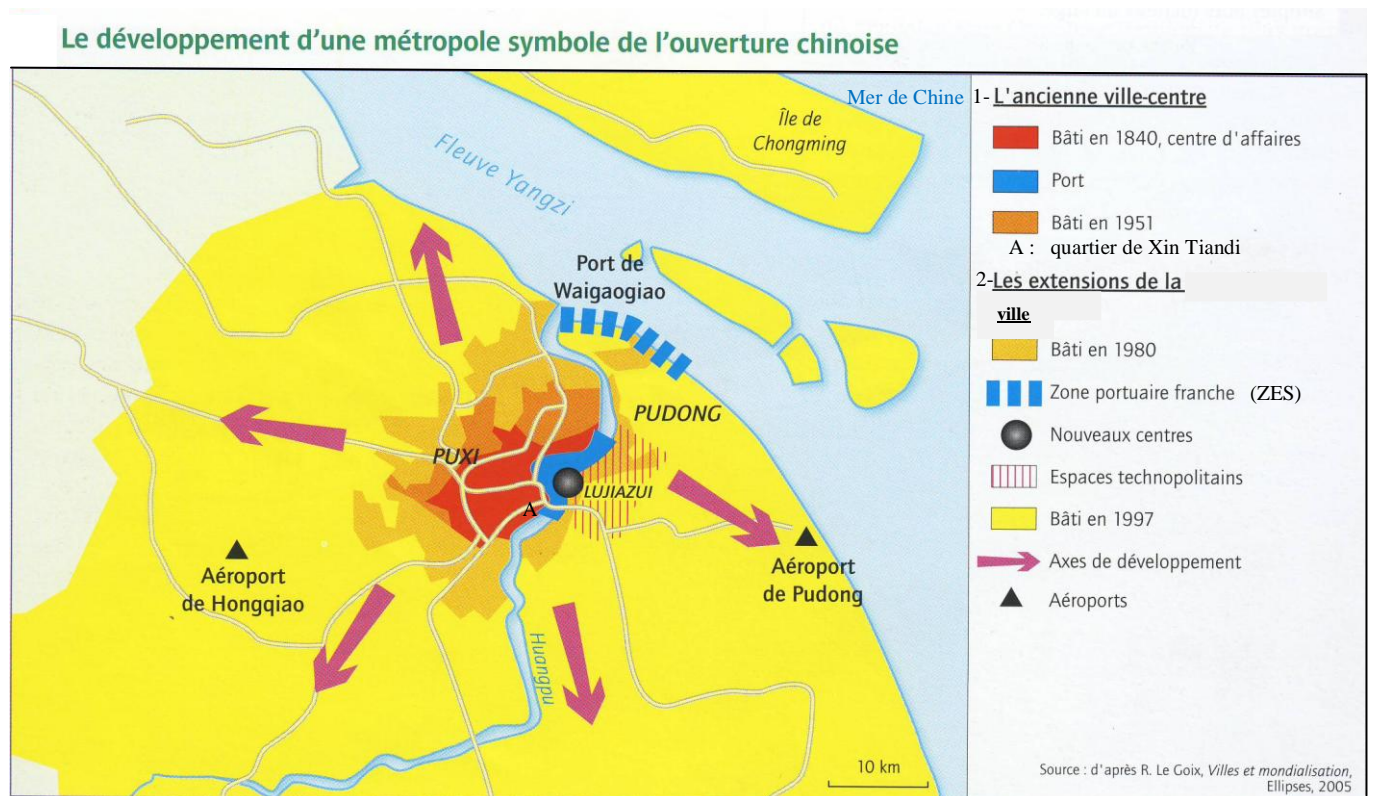 Le développement d'une métropole symbole de l'ouverture chinoise
Mer de Chine
Île de
Chongming
Fleuve Yangzi
Port de
Waigaogiao
PUDONG
PUXI
LUJIAZUI
A
Aéroport
de Hongqiao
Aéroport
de Pudong
Huangpu
10 km
1- L'ancienne ville-centre
Bâti en 1840, centre d'affaires
Port
Bâti en 1951
A : quartier de Xin Tiandi
2-Les extensions de la
ville
Bâti en 1980
Zone portuaire franche (ZES)
Nouveaux centres
Espaces technopolitains
Bâti en 1997
Axes de développement
Aéroports
Source : d'après R. Le Goix, Villes et mondialisation,
Ellipses, 2005